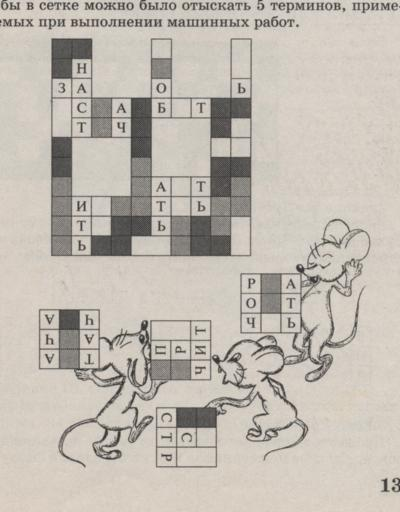 бы в сетке можно было отыскать 5 терминов, приме-
емых при выполнении машинных работ.
Н
З А О Ь
С А Б Т
Т Ч
А Т
И Т Ь
Т Ь
Ь
Р А
О Т
Ч Ь
А Ч
Ч А
А Т
Т
П Р И
Ч
С
Т С
Р
13